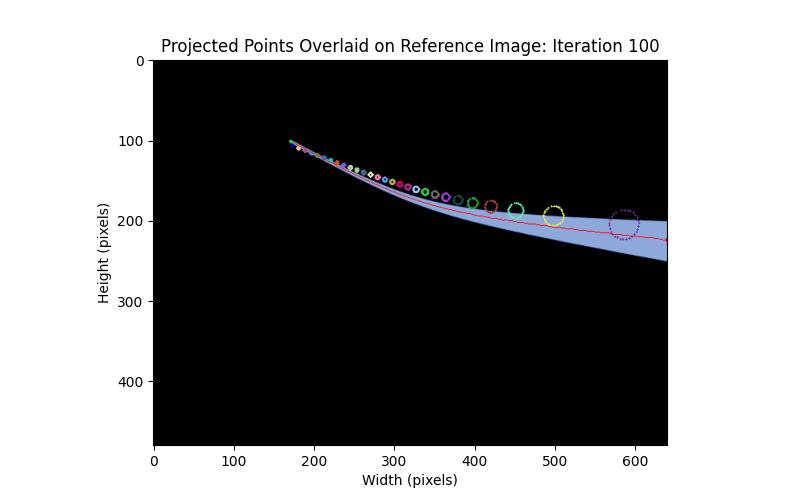 Projected Points Overlaid on Reference Image: Iteration 100
0
100
200
300
400
Height (pixels)
0 100 200 300 400 500 600
Width (pixels)